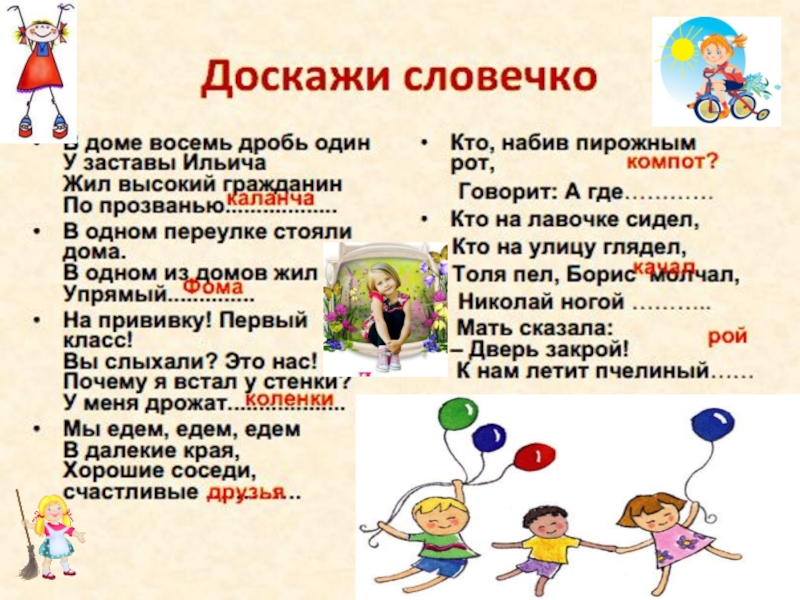 Доскажи словечко
• В доме восемь дробь один
У заставы Ильича
Жил высокий гражданин
По прозванью..................каланча
• В одном переулке стояли
дома.
В одном из домов жил
Упрямый..............Фома
• На прививку! Первый
класс!
Вы слыхали? Это нас!
Почему я встал у стенки?
У меня дрожат...................коленки
• Мы едем, едем, едем
В далекие края,
Хорошие соседи,
счастливые друзья...
• Кто, набив пирожным
рот, компот?
Говорит: А где…………
• Кто на лавочке сидел,
Кто на улицу глядел,
Толя пел, Борис молчал,
Николай ногой ……….. качал
Мать сказала:
– Дверь закрой! рой
К нам летит пчелиный……